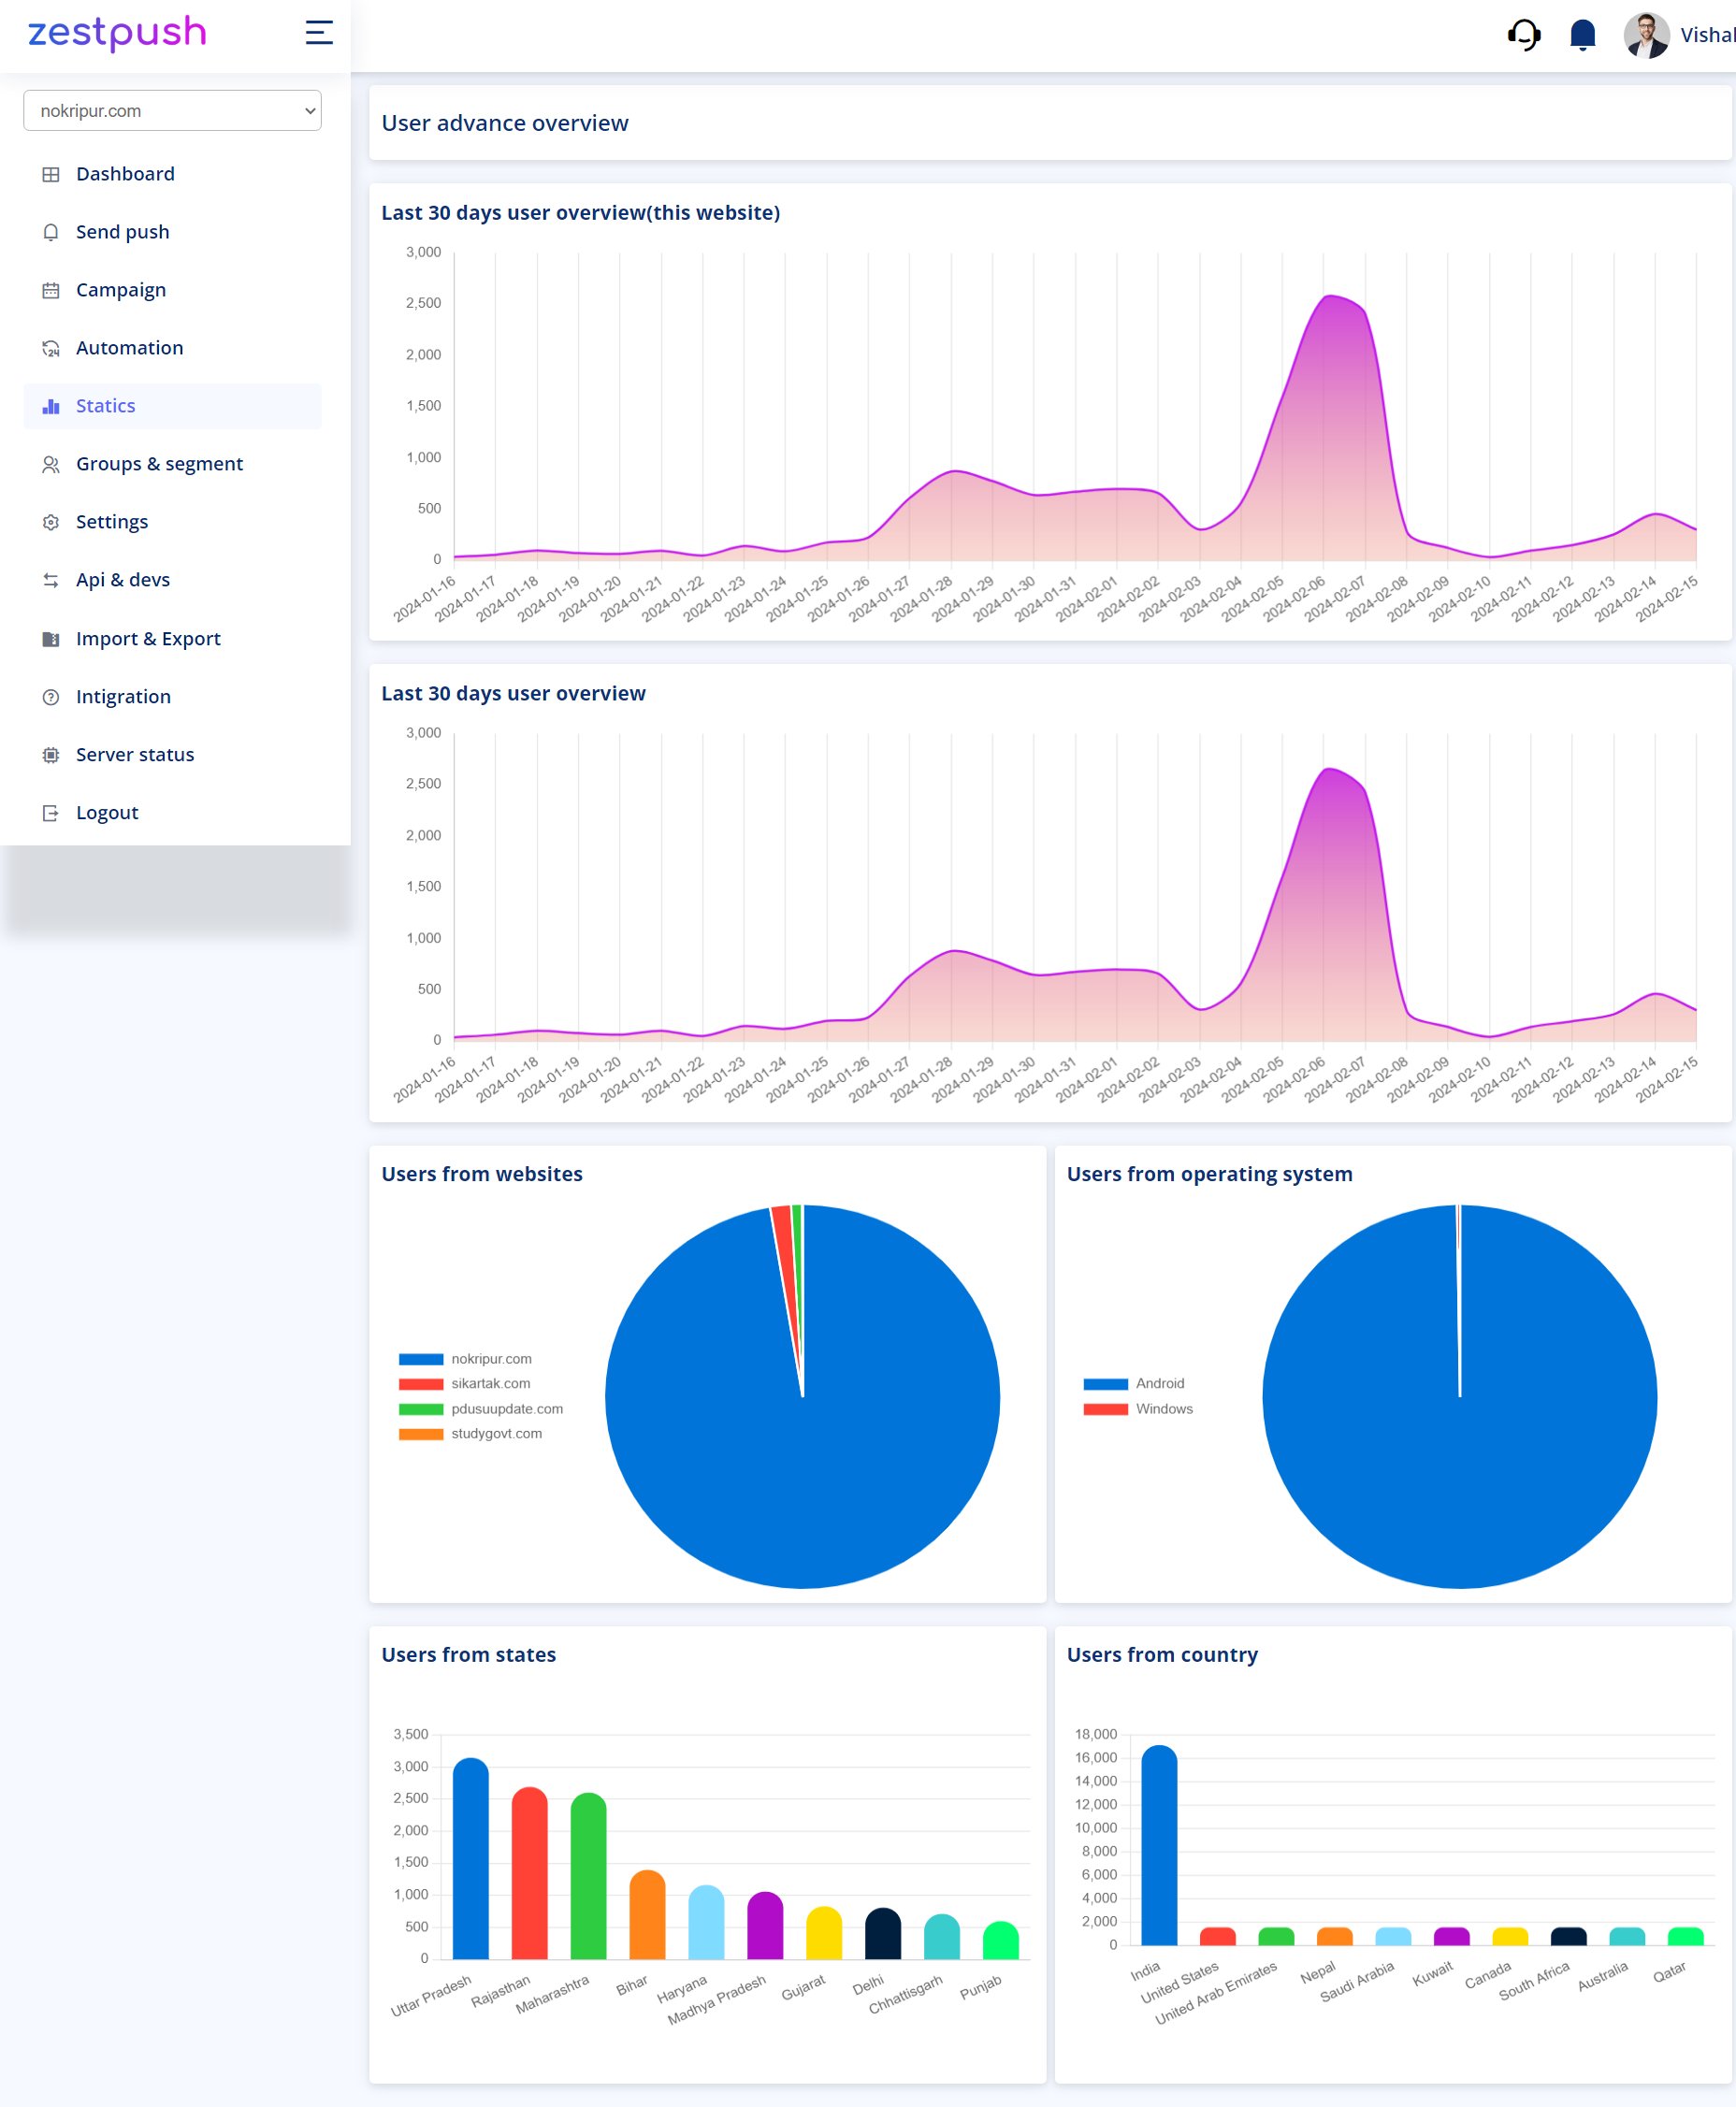 zestpush
Vishal
nokripur.com
Dashboard
Send push
Campaign
Automation
Statics
Groups & segment
Settings
Api & devs
Import & Export
Intigration
Server status
Logout
User advance overview
Last 30 days user overview(this website)
3,000
2,500
2,000
1,500
1,000
500
0
2024-01-16
2024-01-17
2024-01-18
2024-01-19
2024-01-20
2024-01-21
2024-01-22
2024-01-23
2024-01-24
2024-01-25
2024-01-26
2024-01-27
2024-01-28
2024-01-29
2024-01-30
2024-01-31
2024-02-01
2024-02-02
2024-02-03
2024-02-04
2024-02-05
2024-02-06
2024-02-07
2024-02-08
2024-02-09
2024-02-10
2024-02-11
2024-02-12
2024-02-13
2024-02-14
2024-02-15
Last 30 days user overview
3,000
2,500
2,000
1,500
1,000
500
0
2024-01-16
2024-01-17
2024-01-18
2024-01-19
2024-01-20
2024-01-21
2024-01-22
2024-01-23
2024-01-24
2024-01-25
2024-01-26
2024-01-27
2024-01-28
2024-01-29
2024-01-30
2024-01-31
2024-02-01
2024-02-02
2024-02-03
2024-02-04
2024-02-05
2024-02-06
2024-02-07
2024-02-08
2024-02-09
2024-02-10
2024-02-11
2024-02-12
2024-02-13
2024-02-14
2024-02-15
Users from websites
nokripur.com
sikartak.com
pdusuupdate.com
studygovt.com
Users from operating system
Android
Windows
Users from states
3,500
3,000
2,500
2,000
1,500
1,000
500
0
Uttar Pradesh
Rajasthan
Maharashtra
Bihar
Haryana
Madhya Pradesh
Gujarat
Delhi
Chhattisgarh
Punjab
Users from country
18,000
16,000
14,000
12,000
10,000
8,000
6,000
4,000
2,000
0
India
United States
United Arab Emirates
Nepal
Saudi Arabia
Kuwait
Canada
South Africa
Australia
Qatar